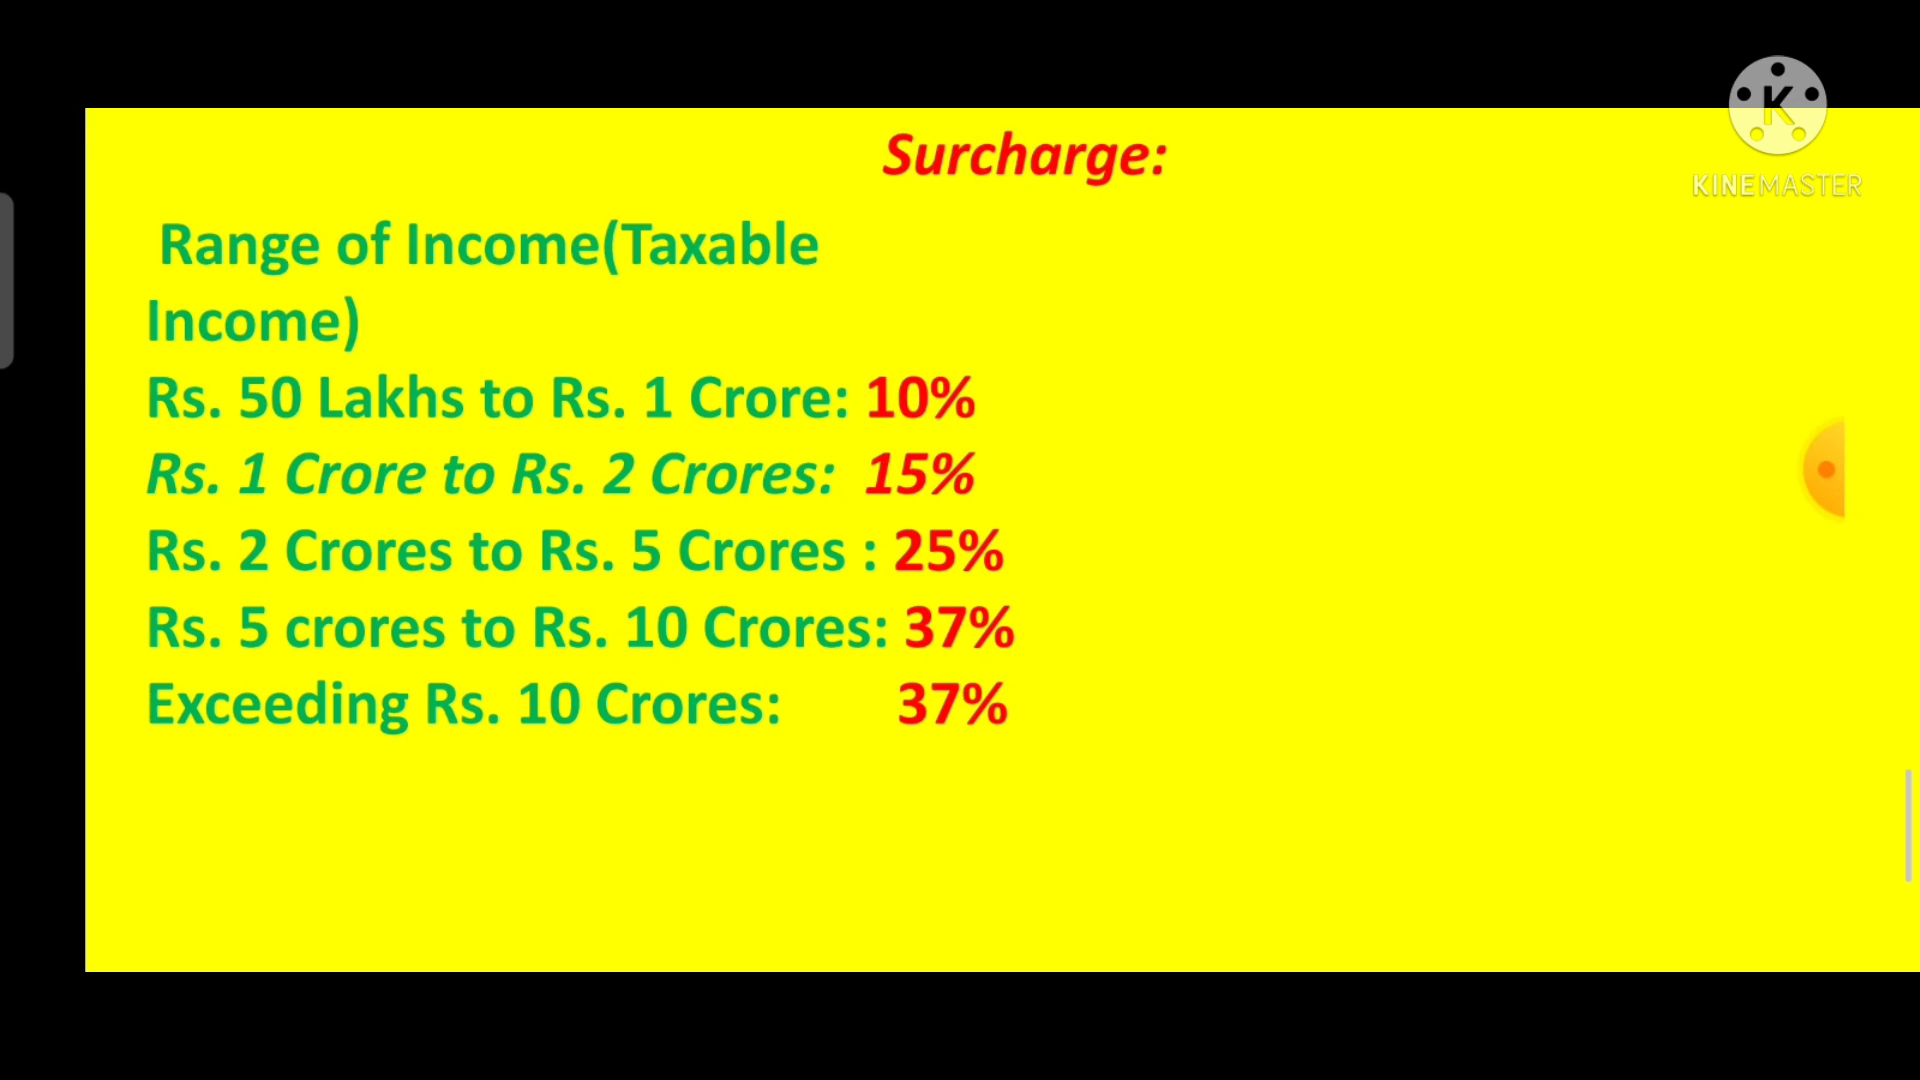 K
KINEMASTER
Surcharge:
Range of Income(Taxable
Income)
Rs. 50 Lakhs to Rs. 1 Crore: 10%
Rs. 1 Crore to Rs. 2 Crores: 15%
Rs. 2 Crores to Rs. 5 Crores : 25%
Rs. 5 crores to Rs. 10 Crores: 37%
Exceeding Rs. 10 Crores: 37%